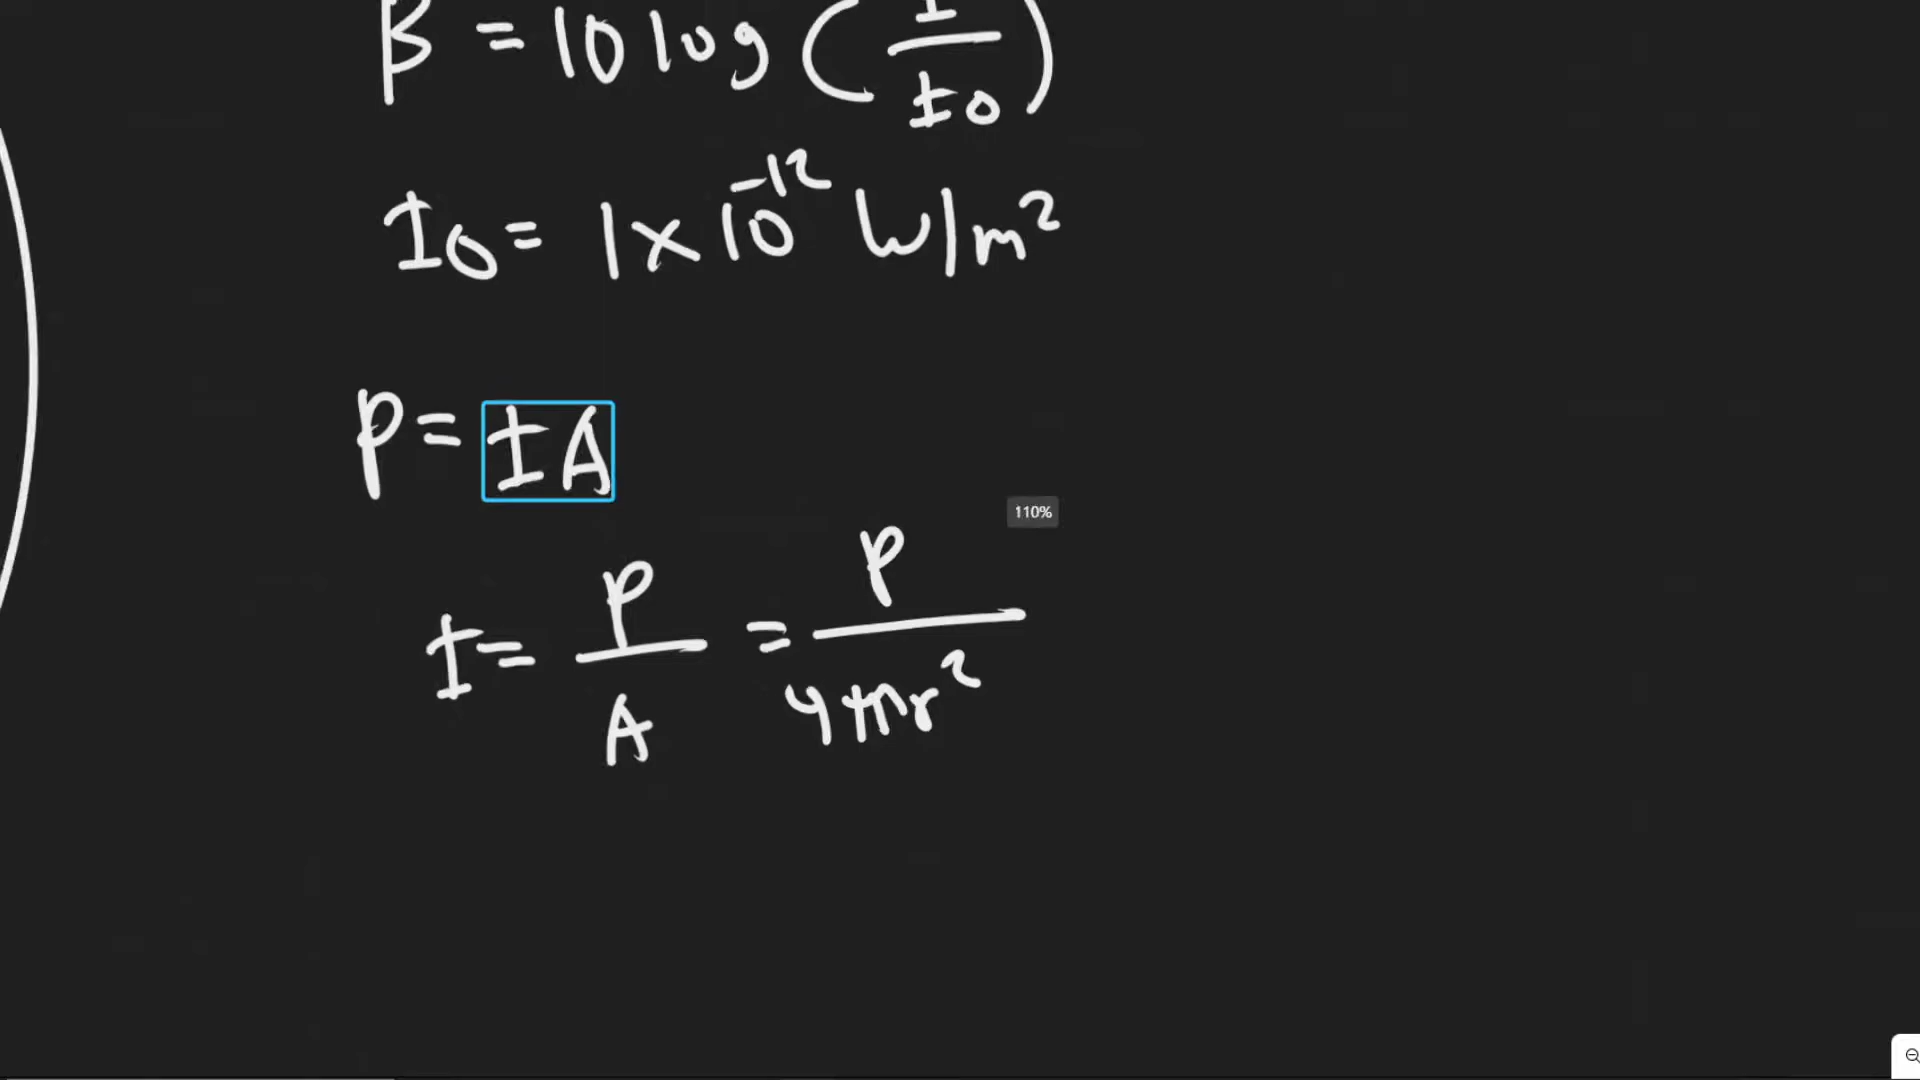 β = 10 log (I/I0)
I0 = 1 x 10^-12 W/m²
P = IA
110%
I = P/A = P/4πr²